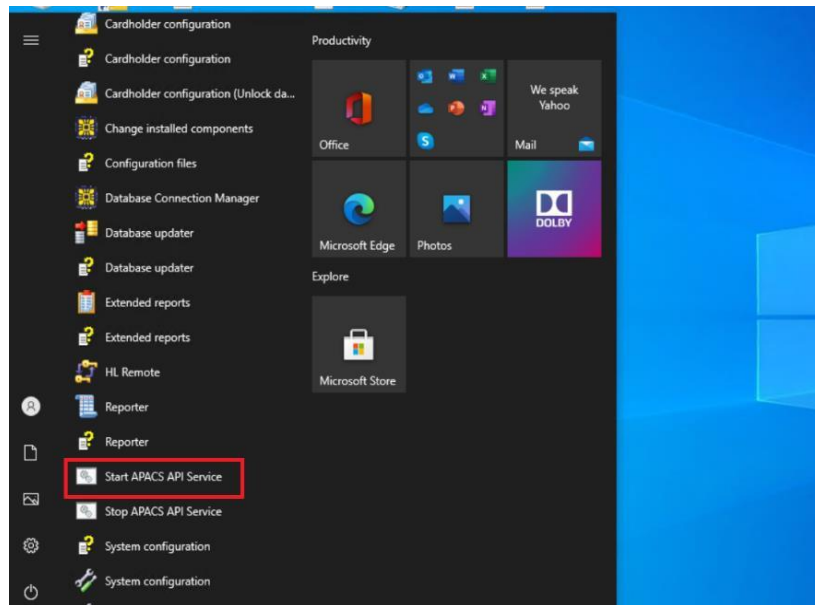 Cardholder configuration
Cardholder configuration
Cardholder configuration (Unlock da...
Change installed components
Configuration files
Database Connection Manager
Database updater
Database updater
Extended reports
Extended reports
HL Remote
Reporter
Reporter
Start APACS API Service
Stop APACS API Service
System configuration
System configuration
Productivity
Office
We speak
Yahoo
Mail
Microsoft Edge
Photos
DOLBY
Explore
Microsoft Store